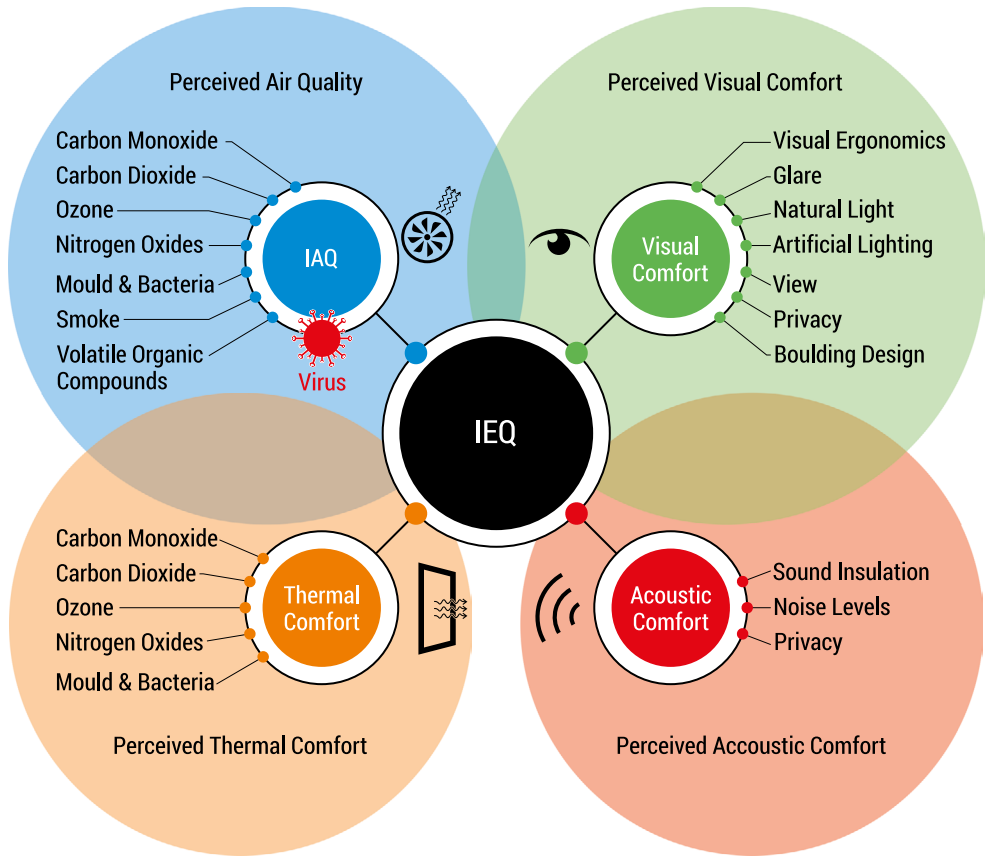 Perceived Air Quality
Carbon Monoxide
Carbon Dioxide
Ozone
Nitrogen Oxides
Mould & Bacteria
Smoke
Volatile Organic
Compounds
IAQ
Virus
Perceived Visual Comfort
Visual Ergonomics
Glare
Natural Light
Artificial Lighting
View
Privacy
Boulding Design
Visual
Comfort
IEQ
Carbon Monoxide
Carbon Dioxide
Ozone
Nitrogen Oxides
Mould & Bacteria
Thermal
Comfort
Perceived Thermal Comfort
Acoustic
Comfort
Sound Insulation
Noise Levels
Privacy
Perceived Accoustic Comfort